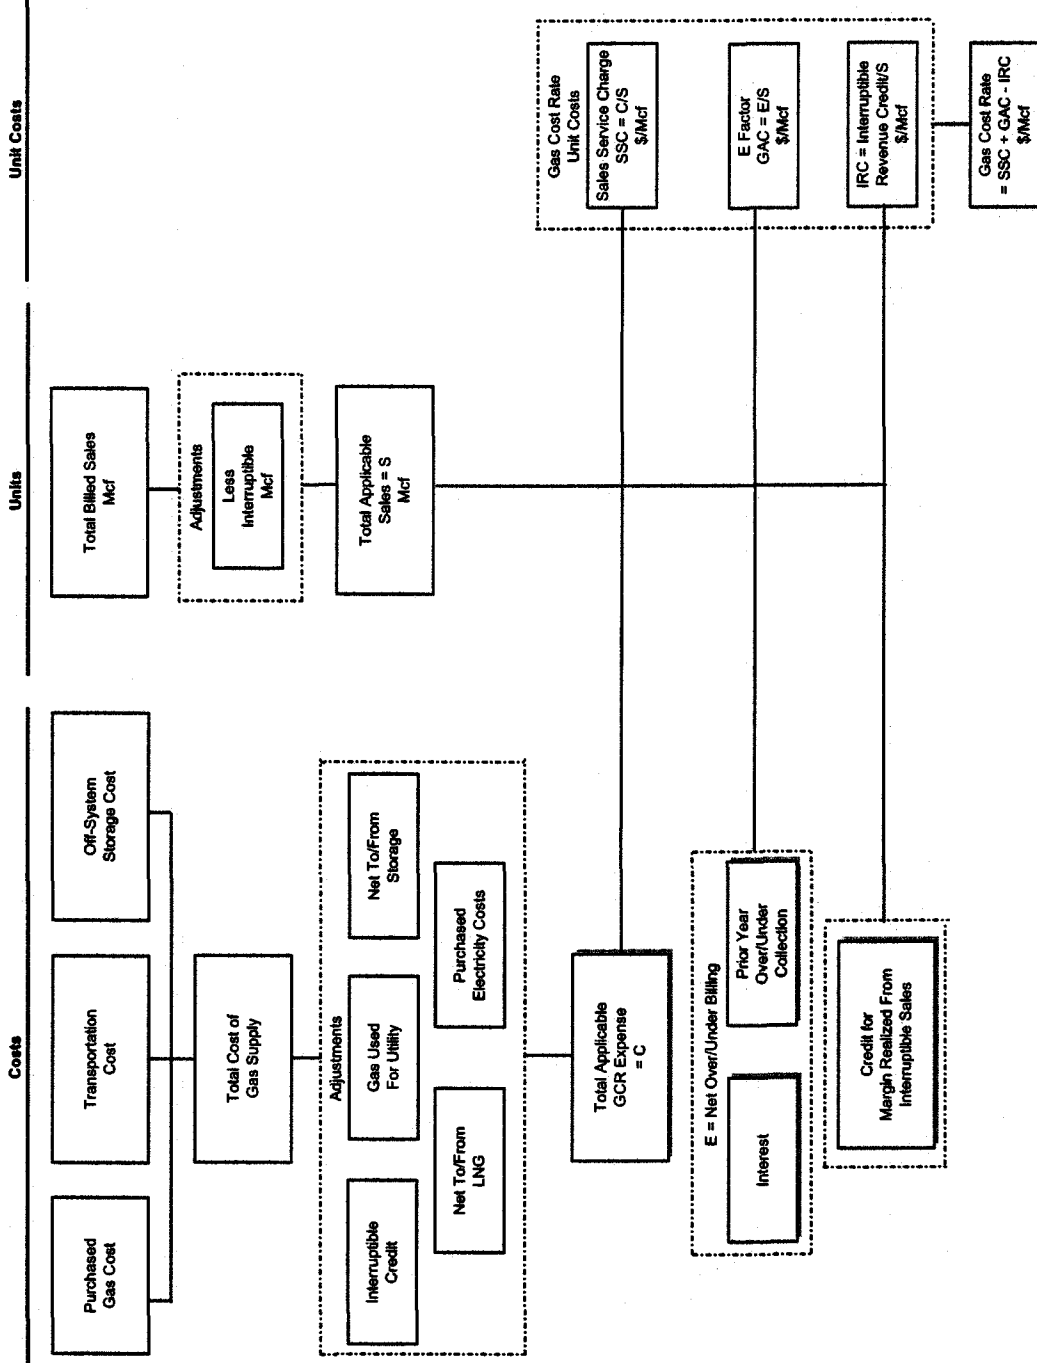 Costs
Units
Unit Costs
Purchased
Gas Cost
Transportation
Cost
Off-System
Storage Cost
Total Cost of
Gas Supply
Adjustments
Interruptible
Credit
Gas Used
For Utility
Net To/From
Storage
Net To/From
LNG
Purchased
Electricity Costs
Total Applicable
GCR Expense
= C
E = Net Over/Under Billing
Interest
Prior Year
Over/Under
Collection
Credit for
Margin Realized From
Interruptible Sales
Total Billed Sales
Mcf
Adjustments
Less
Interruptible
Mcf
Total Applicable
Sales = S
Mcf
Gas Cost Rate
Unit Costs
Sales Service Charge
SSC = C/S
$/Mcf
E Factor
GAC = E/S
$/Mcf
IRC = Interruptible
Revenue Credit/S
$/Mcf
Gas Cost Rate
= SSC + GAC - IRC
$/Mcf